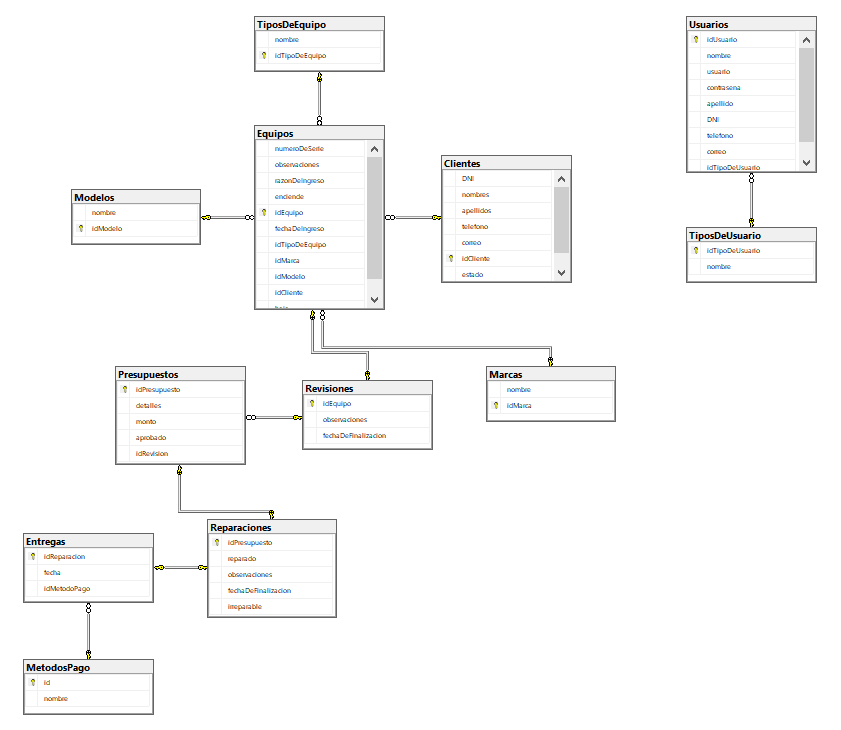 TiposDeEquipo
nombre
idTipoDeEquipo
Usuarios
idUsuario
nombre
usuario
contrasena
apellido
DNI
telefono
correo
idTipoDeUsuario
Equipos
numeroDeSerie
observaciones
razonDeIngreso
enciende
idEquipo
fechaDeIngreso
idTipoDeEquipo
idMarca
idModelo
idCliente
Clientes
DNI
nombres
apellidos
telefono
correo
idCliente
estado
Modelos
nombre
idModelo
TiposDeUsuario
idTipoDeUsuario
nombre
Presupuestos
idPresupuesto
detalles
monto
aprobado
idRevision
Revisiones
idEquipo
observaciones
fechaDeFinalizacion
Marcas
nombre
idMarca
Entregas
idReparacion
fecha
idMetodoPago
Reparaciones
idPresupuesto
reparado
observaciones
fechaDeFinalizacion
irreparable
MetodosPago
id
nombre